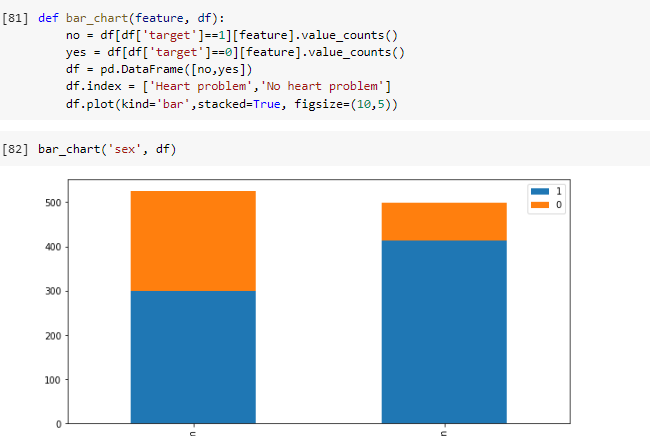 [81] def bar_chart(feature, df):
no = df[df['target']==1][feature].value_counts()
yes = df[df['target']==0][feature].value_counts()
df = pd.DataFrame([no,yes])
df.index = ['Heart problem','No heart problem']
df.plot(kind='bar',stacked=True, figsize=(10,5))
[82] bar_chart('sex', df)
1
0
500
400
300
200
100
0